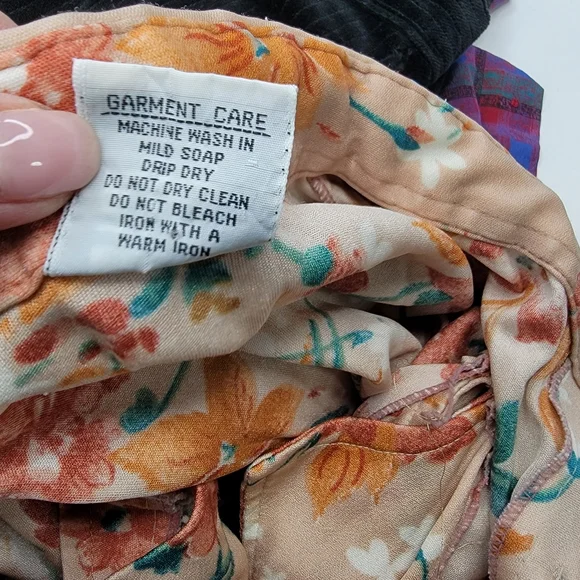 GARMENT CARE
MACHINE WASH IN
MILD SOAP
DRIP DRY
DO NOT DRY CLEAN
DO NOT BLEACH
IRON WITH A
WARM IRON